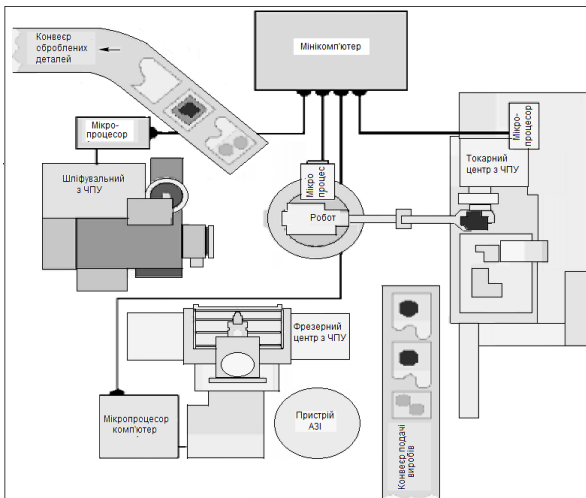 Конвеєр
оброблених
деталей
Мінікомп'ютер
Мікро-
процесор
Мікро-
процесор
Мікро
процес
Шліфувальний
з ЧПУ
Токарний
центр з ЧПУ
Робот
Фрезерний
центр з ЧПУ
Мікропроцесор
комп'ютер
Пристрій
АЗІ
Конвеєр подачі
виробів